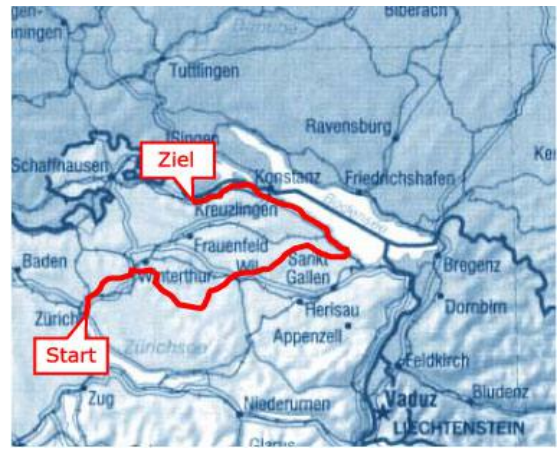 Biberach
Tuttlingen
Ravensburg
Singen
Ziel
Schaffhausen
Konstanz
Friedrichshafen
Kreuzlingen
Bodensee
Frauenfeld
Baden
Winterthur
Wil
Sankt
Gallen
Bregenz
Herisau
Dornbirn
Zürich
Appenzell
Start
Zürichsee
Feldkirch
Zug
Niederurnen
Vaduz
Bludenz
LIECHTENSTEIN
Glarus